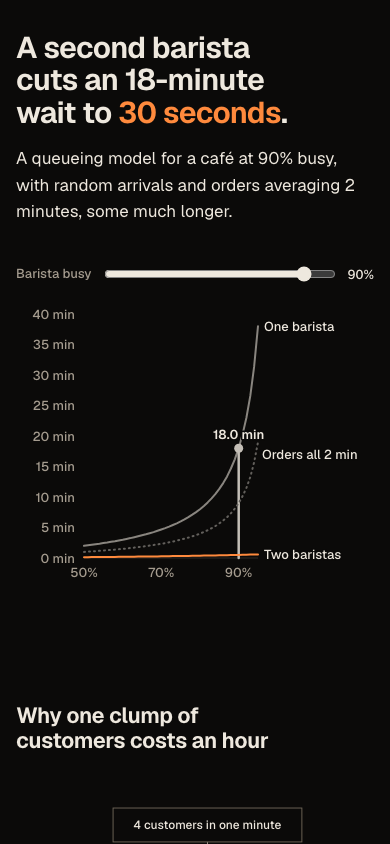 A second barista
cuts an 18-minute
wait to 30 seconds.
A queueing model for a café at 90% busy,
with random arrivals and orders averaging 2
minutes, some much longer.
Barista busy 90%
40 min
One barista
35 min
30 min
25 min
20 min
18.0 min
Orders all 2 min
15 min
10 min
5 min
Two baristas
0 min
50% 70% 90%
Why one clump of
customers costs an hour
4 customers in one minute